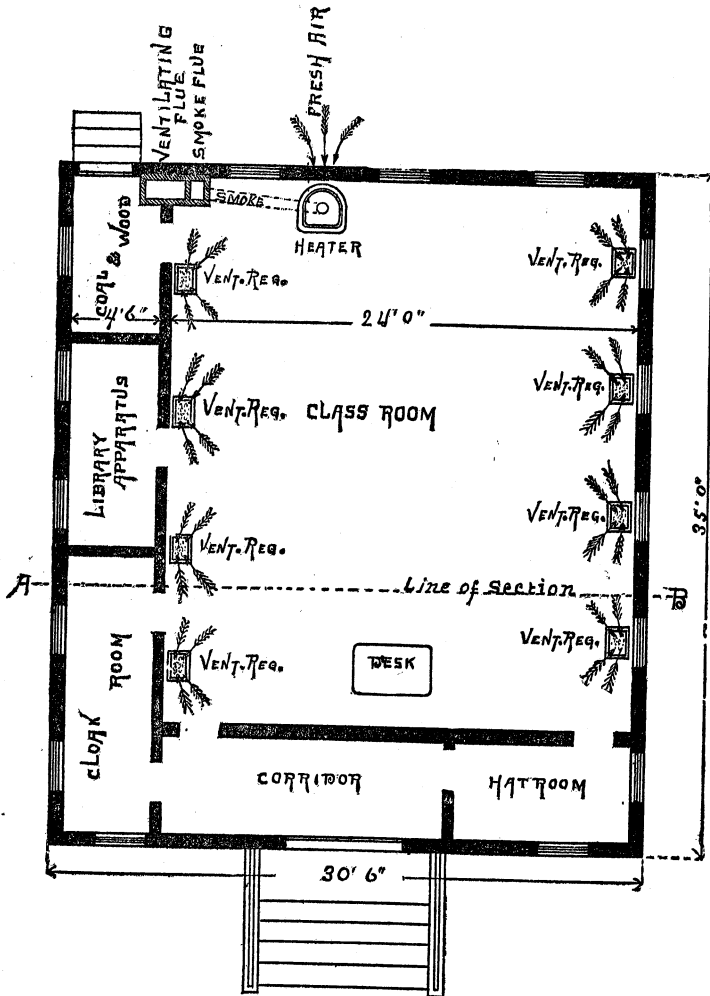 VENTILATING
FLUE
SMOKE FLUE
FRESH AIR
SMOKE
HEATER
COAL & WOOD
VENT. REG.
VENT. REG.
4'6"
24'0"
LIBRARY
APPARATUS
VENT. REG.
CLASS ROOM
VENT. REG.
35'0"
VENT. REG.
VENT. REG.
A
Line of Section
B
CLOAK ROOM
VENT. REG.
DESK
VENT. REG.
CORRIDOR
HAT ROOM
30' 6"